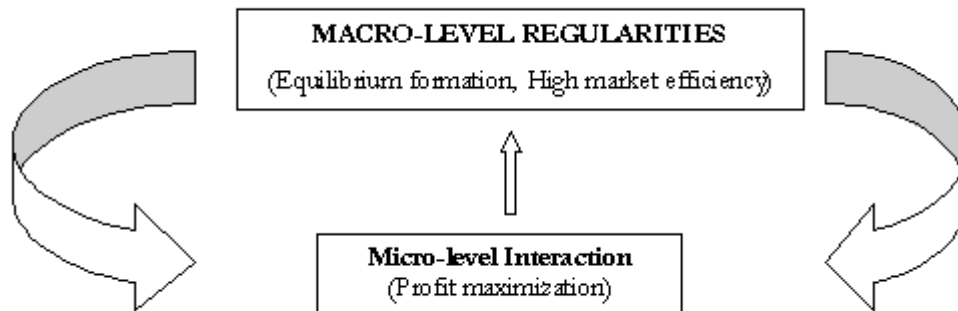 MACRO-LEVEL REGULARITIES
(Equilibrium formation, High market efficiency)
Micro-level Interaction
(Profit maximization)